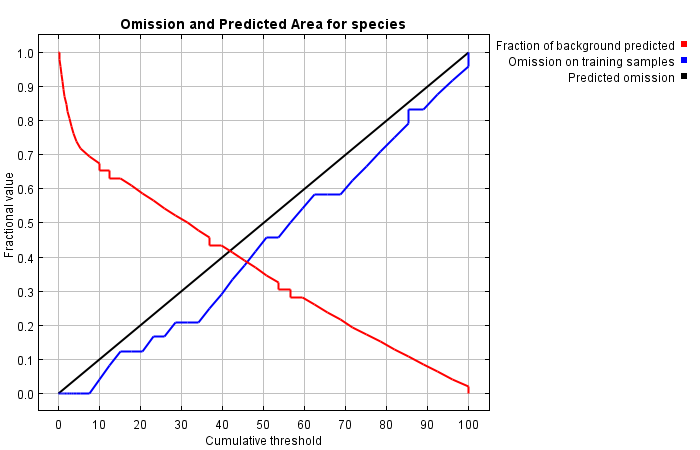 Omission and Predicted Area for species
Fraction of background predicted
Omission on training samples
Predicted omission
Fractional value
1.0
0.9
0.8
0.7
0.6
0.5
0.4
0.3
0.2
0.1
0.0
0 10 20 30 40 50 60 70 80 90 100
Cumulative threshold